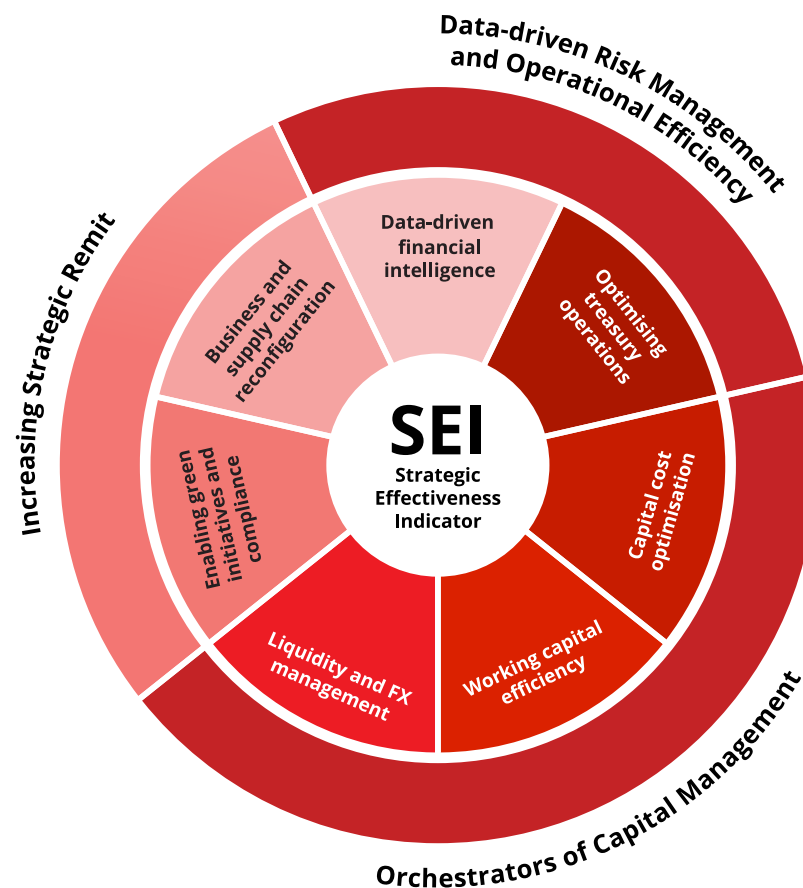 Data-driven Risk Management
and Operational Efficiency
Increasing Strategic Remit
Data-driven
financial
intelligence
Optimising
treasury
operations
Business and
supply chain
reconfiguration
SEI
Strategic
Effectiveness
Indicator
Capital cost
optimisation
Enabling green
initiatives and
compliance
Liquidity and FX
management
Working capital
efficiency
Orchestrators of Capital Management